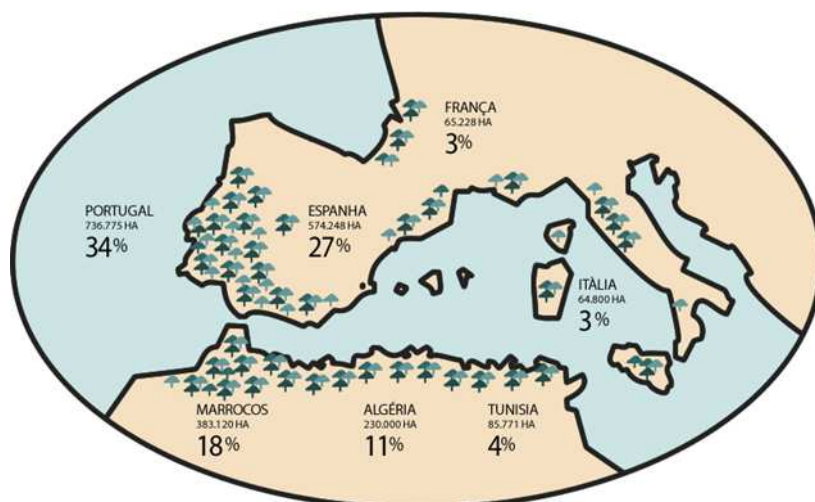 FRANÇA
65.228 HA
3%
PORTUGAL
736.775 HA
34%
ESPANHA
574.248 HA
27%
ITÀLIA
64.800 HA
3%
MARROCOS
383.120 HA
18%
ALGÉRIA
230.000 HA
11%
TUNISIA
85.771 HA
4%